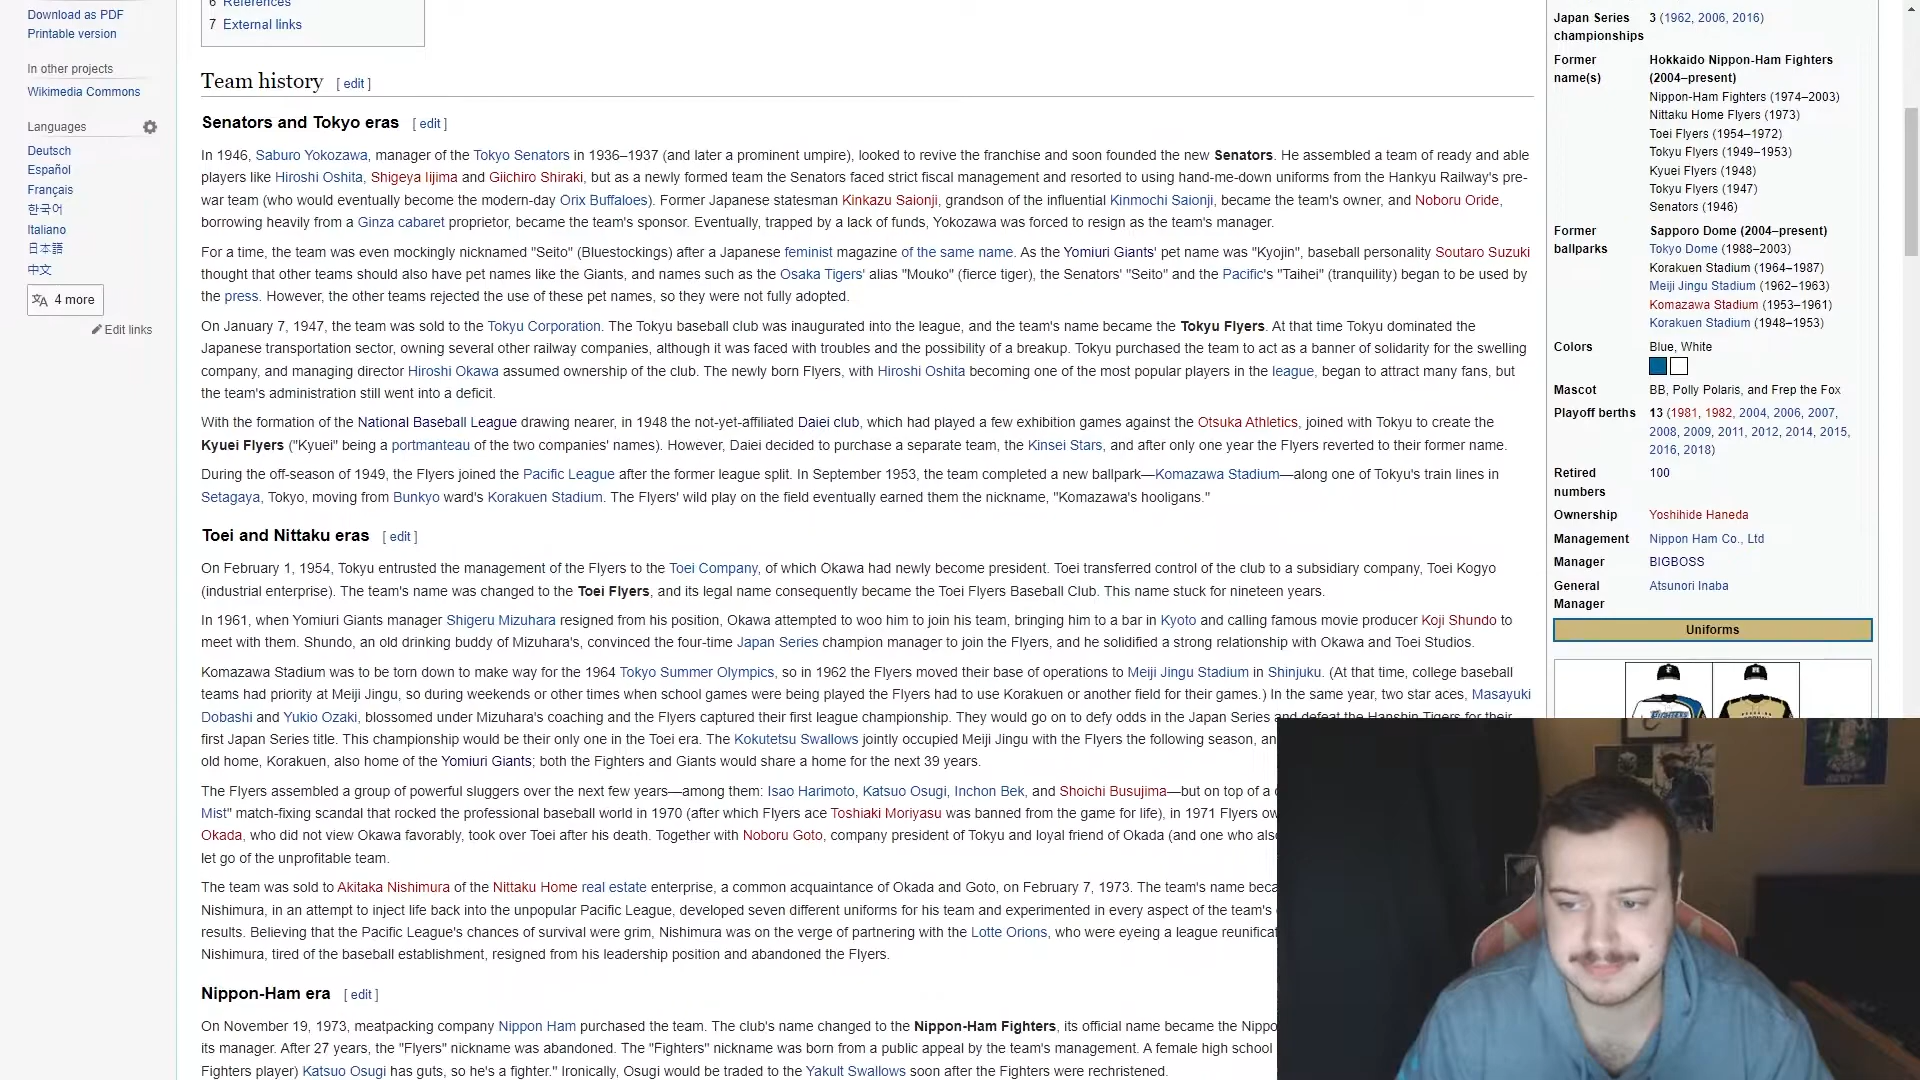 Download as PDF
Printable version
In other projects
Wikimedia Commons
Languages
Deutsch
Español
Français
한국어
Italiano
日本語
中文
4 more
Edit links
6 References
7 External links
Team history [ edit ]
Senators and Tokyo eras [ edit ]
In 1946, Saburo Yokozawa, manager of the Tokyo Senators in 1936–1937 (and later a prominent umpire), looked to revive the franchise and soon founded the new Senators. He assembled a team of ready and able
players like Hiroshi Oshita, Shigeya Iijima and Giichiro Shiraki, but as a newly formed team the Senators faced strict fiscal management and resorted to using hand-me-down uniforms from the Hankyu Railway's pre-
war team (who would eventually become the modern-day Orix Buffaloes). Former Japanese statesman Kinkazu Saionji, grandson of the influential Kinmochi Saionji, became the team's owner, and Noboru Oride,
borrowing heavily from a Ginza cabaret proprietor, became the team's sponsor. Eventually, trapped by a lack of funds, Yokozawa was forced to resign as the team's manager.
For a time, the team was even mockingly nicknamed "Seito" (Bluestockings) after a Japanese feminist magazine of the same name. As the Yomiuri Giants' pet name was "Kyojin", baseball personality Soutaro Suzuki
thought that other teams should also have pet names like the Giants, and names such as the Osaka Tigers' alias "Mouko" (fierce tiger), the Senators' "Seito" and the Pacific's "Taihei" (tranquility) began to be used by
the press. However, the other teams rejected the use of these pet names, so they were not fully adopted.
On January 7, 1947, the team was sold to the Tokyu Corporation. The Tokyu baseball club was inaugurated into the league, and the team's name became the Tokyu Flyers. At that time Tokyu dominated the
Japanese transportation sector, owning several other railway companies, although it was faced with troubles and the possibility of a breakup. Tokyu purchased the team to act as a banner of solidarity for the swelling
company, and managing director Hiroshi Okawa assumed ownership of the club. The newly born Flyers, with Hiroshi Oshita becoming one of the most popular players in the league, began to attract many fans, but
the team's administration still went into a deficit.
With the formation of the National Baseball League drawing nearer, in 1948 the not-yet-affiliated Daiei club, which had played a few exhibition games against the Otsuka Athletics, joined with Tokyu to create the
Kyuei Flyers ("Kyuei" being a portmanteau of the two companies' names). However, Daiei decided to purchase a separate team, the Kinsei Stars, and after only one year the Flyers reverted to their former name.
During the off-season of 1949, the Flyers joined the Pacific League after the former league split. In September 1953, the team completed a new ballpark—Komazawa Stadium—along one of Tokyu's train lines in
Setagaya, Tokyo, moving from Bunkyo ward's Korakuen Stadium. The Flyers' wild play on the field eventually earned them the nickname, "Komazawa's hooligans."
Toei and Nittaku eras [ edit ]
On February 1, 1954, Tokyu entrusted the management of the Flyers to the Toei Company, of which Okawa had newly become president. Toei transferred control of the club to a subsidiary company, Toei Kogyo
(industrial enterprise). The team's name was changed to the Toei Flyers, and its legal name consequently became the Toei Flyers Baseball Club. This name stuck for nineteen years.
In 1961, when Yomiuri Giants manager Shigeru Mizuhara resigned from his position, Okawa attempted to woo him to join his team, bringing him to a bar in Kyoto and calling famous movie producer Koji Shundo to
meet with them. Shundo, an old drinking buddy of Mizuhara's, convinced the four-time Japan Series champion manager to join the Flyers, and he solidified a strong relationship with Okawa and Toei Studios.
Komazawa Stadium was to be torn down to make way for the 1964 Tokyo Summer Olympics, so in 1962 the Flyers moved their base of operations to Meiji Jingu Stadium in Shinjuku. (At that time, college baseball
teams had priority at Meiji Jingu, so during weekends or other times when school games were being played the Flyers had to use Korakuen or another field for their games.) In the same year, two star aces, Masayuki
Dobashi and Yukio Ozaki, blossomed under Mizuhara's coaching and the Flyers captured their first league championship. They would go on to defy odds in the Japan Series and defeat the Hanshin Tigers for their
first Japan Series title. This championship would be their only one in the Toei era. The Kokutetsu Swallows jointly occupied Meiji Jingu with the Flyers the following season, an
old home, Korakuen, also home of the Yomiuri Giants; both the Fighters and Giants would share a home for the next 39 years.
The Flyers assembled a group of powerful sluggers over the next few years—among them: Isao Harimoto, Katsuo Osugi, Inchon Bek, and Shoichi Busujima—but on top of a
Mist" match-fixing scandal that rocked the professional baseball world in 1970 (after which Flyers ace Toshiaki Moriyasu was banned from the game for life), in 1971 Flyers ow
Okada, who did not view Okawa favorably, took over Toei after his death. Together with Noboru Goto, company president of Tokyu and loyal friend of Okada (and one who also
let go of the unprofitable team.
The team was sold to Akitaka Nishimura of the Nittaku Home real estate enterprise, a common acquaintance of Okada and Goto, on February 7, 1973. The team's name beca
Nishimura, in an attempt to inject life back into the unpopular Pacific League, developed seven different uniforms for his team and experimented in every aspect of the team's
results. Believing that the Pacific League's chances of survival were grim, Nishimura was on the verge of partnering with the Lotte Orions, who were eyeing a league reunificat
Nishimura, tired of the baseball establishment, resigned from his leadership position and abandoned the Flyers.
Nippon-Ham era [ edit ]
On November 19, 1973, meatpacking company Nippon Ham purchased the team. The club's name changed to the Nippon-Ham Fighters, its official name became the Nippo
its manager. After 27 years, the "Flyers" nickname was abandoned. The "Fighters" nickname was born from a public appeal by the team's management. A female high school
Fighters player) Katsuo Osugi has guts, so he's a fighter." Ironically, Osugi would be traded to the Yakult Swallows soon after the Fighters were rechristened.
Japan Series championships 3 (1962, 2006, 2016)
Former name(s) Hokkaido Nippon-Ham Fighters
(2004–present)
Nippon-Ham Fighters (1974–2003)
Nittaku Home Flyers (1973)
Toei Flyers (1954–1972)
Tokyu Flyers (1949–1953)
Kyuei Flyers (1948)
Tokyu Flyers (1947)
Senators (1946)
Former ballparks Sapporo Dome (2004–present)
Tokyo Dome (1988–2003)
Korakuen Stadium (1964–1987)
Meiji Jingu Stadium (1962–1963)
Komazawa Stadium (1953–1961)
Korakuen Stadium (1948–1953)
Colors Blue, White
Mascot BB, Polly Polaris, and Frep the Fox
Playoff berths 13 (1981, 1982, 2004, 2006, 2007,
2008, 2009, 2011, 2012, 2014, 2015,
2016, 2018)
Retired numbers 100
Ownership Yoshihide Haneda
Management Nippon Ham Co., Ltd
Manager BIGBOSS
General Manager Atsunori Inaba
Uniforms